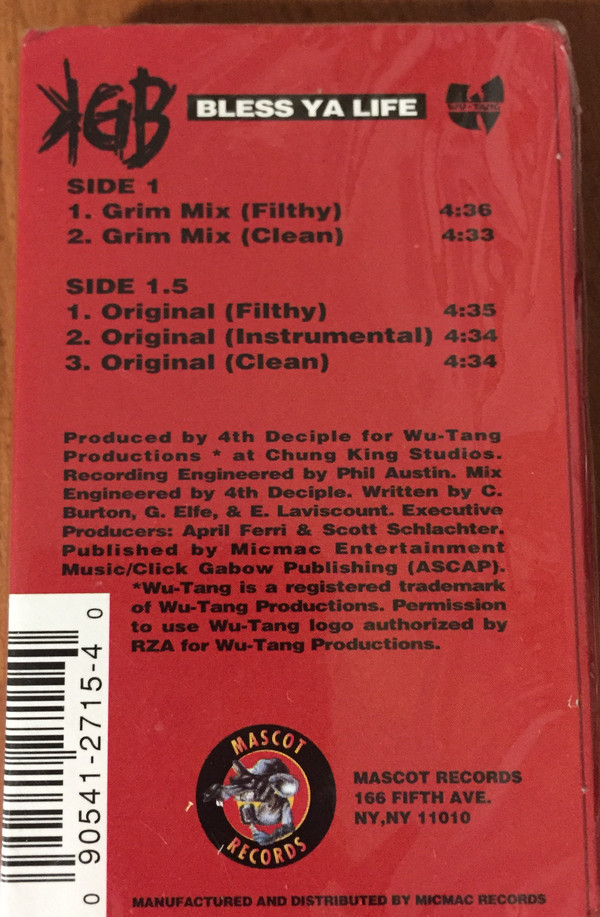 KGB BLESS YA LIFE WU-TANG
SIDE 1
1. Grim Mix (Filthy) 4:36
2. Grim Mix (Clean) 4:33
SIDE 1.5
1. Original (Filthy) 4:35
2. Original (Instrumental) 4:34
3. Original (Clean) 4:34
Produced by 4th Deciple for Wu-Tang
Productions * at Chung King Studios.
Recording Engineered by Phil Austin. Mix
Engineered by 4th Deciple. Written by C.
Burton, G. Elfe, & E. Laviscount. Executive
Producers: April Ferri & Scott Schlachter.
Published by Micmac Entertainment
Music/Click Gabow Publishing (ASCAP).
*Wu-Tang is a registered trademark
of Wu-Tang Productions. Permission
to use Wu-Tang logo authorized by
RZA for Wu-Tang Productions.
0 90541-2715-4 0
MASCOT
RECORDS
MASCOT RECORDS
166 FIFTH AVE.
NY,NY 11010
MANUFACTURED AND DISTRIBUTED BY MICMAC RECORDS